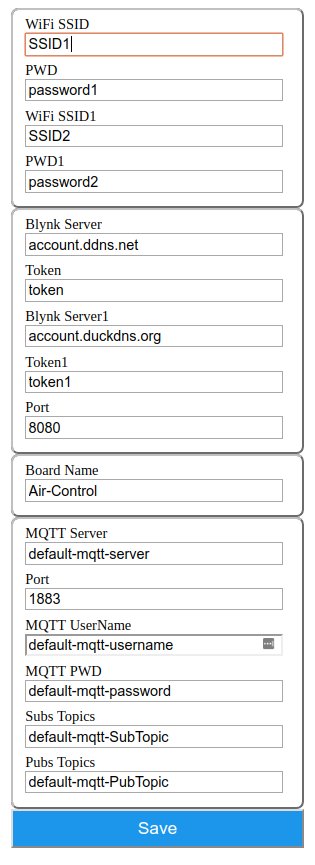 WiFi SSID
SSID1
PWD
password1
WiFi SSID1
SSID2
PWD1
password2
Blynk Server
account.ddns.net
Token
token
Blynk Server1
account.duckdns.org
Token1
token1
Port
8080
Board Name
Air-Control
MQTT Server
default-mqtt-server
Port
1883
MQTT UserName
default-mqtt-username
MQTT PWD
default-mqtt-password
Subs Topics
default-mqtt-SubTopic
Pubs Topics
default-mqtt-PubTopic
Save